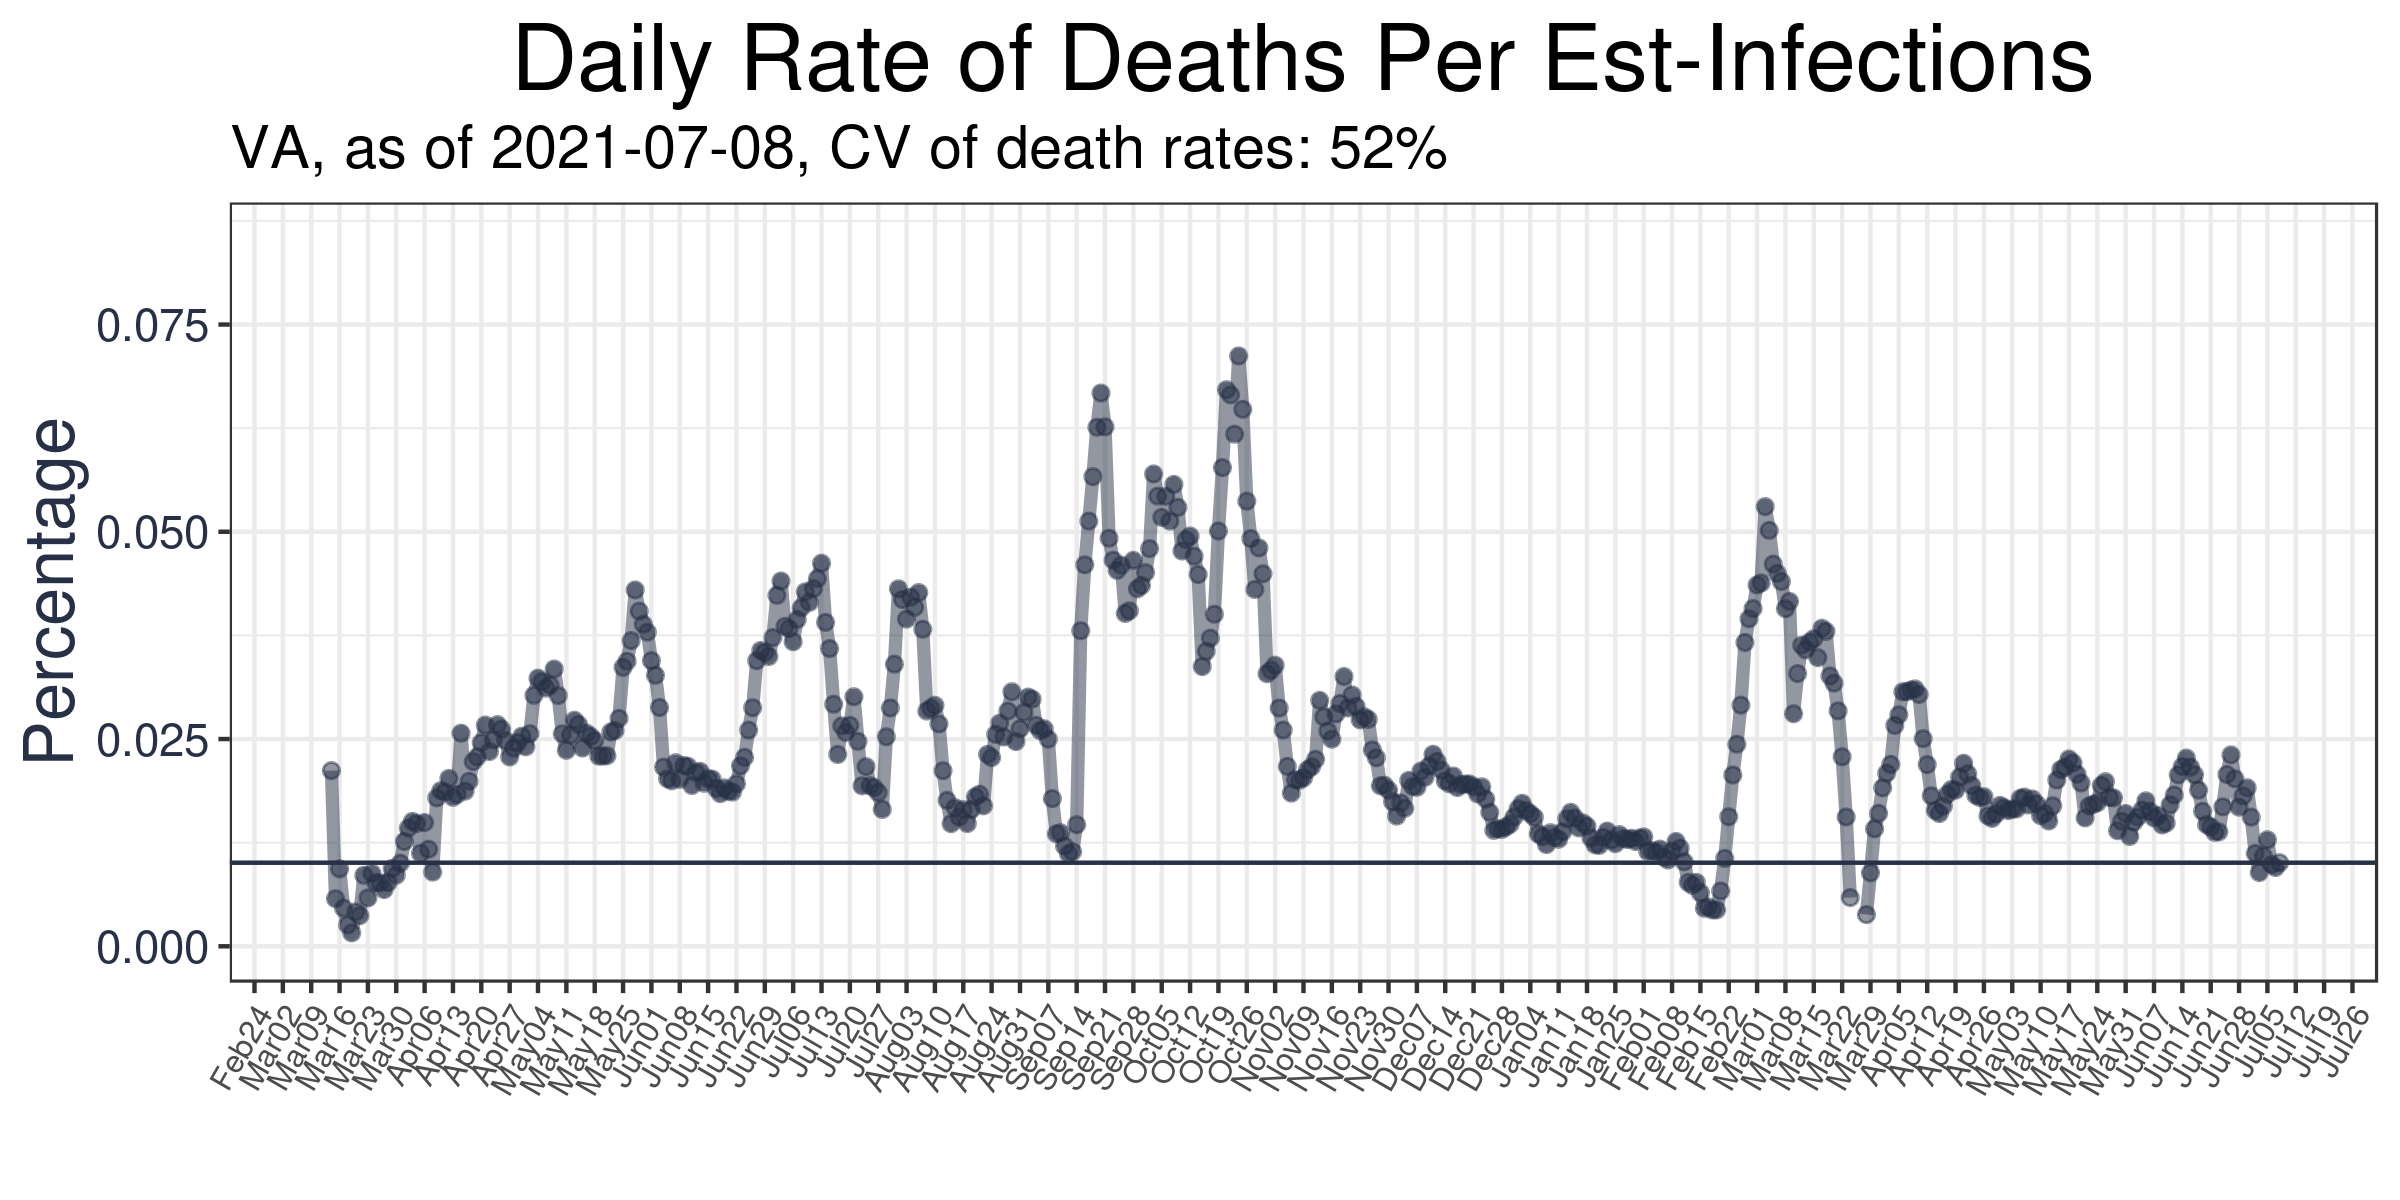 Daily Rate of Deaths Per Est-Infections
VA, as of 2021-07-08, CV of death rates: 52%
Percentage
0.075
0.050
0.025
0.000
Feb24 Mar02 Mar09 Mar16 Mar23 Mar30 Apr06 Apr13 Apr20 Apr27 May04 May11 May18 May25 Jun01 Jun08 Jun15 Jun22 Jun29 Jul06 Jul13 Jul20 Jul27 Aug03 Aug10 Aug17 Aug24 Aug31 Sep07 Sep14 Sep21 Sep28 Oct05 Oct12 Oct19 Oct26 Nov02 Nov09 Nov16 Nov23 Nov30 Dec07 Dec14 Dec21 Dec28 Jan04 Jan11 Jan18 Jan25 Feb01 Feb08 Feb15 Feb22 Mar01 Mar08 Mar15 Mar22 Mar29 Apr05 Apr12 Apr19 Apr26 May03 May10 May17 May24 May31 Jun07 Jun14 Jun21 Jun28 Jul05 Jul12 Jul19 Jul26